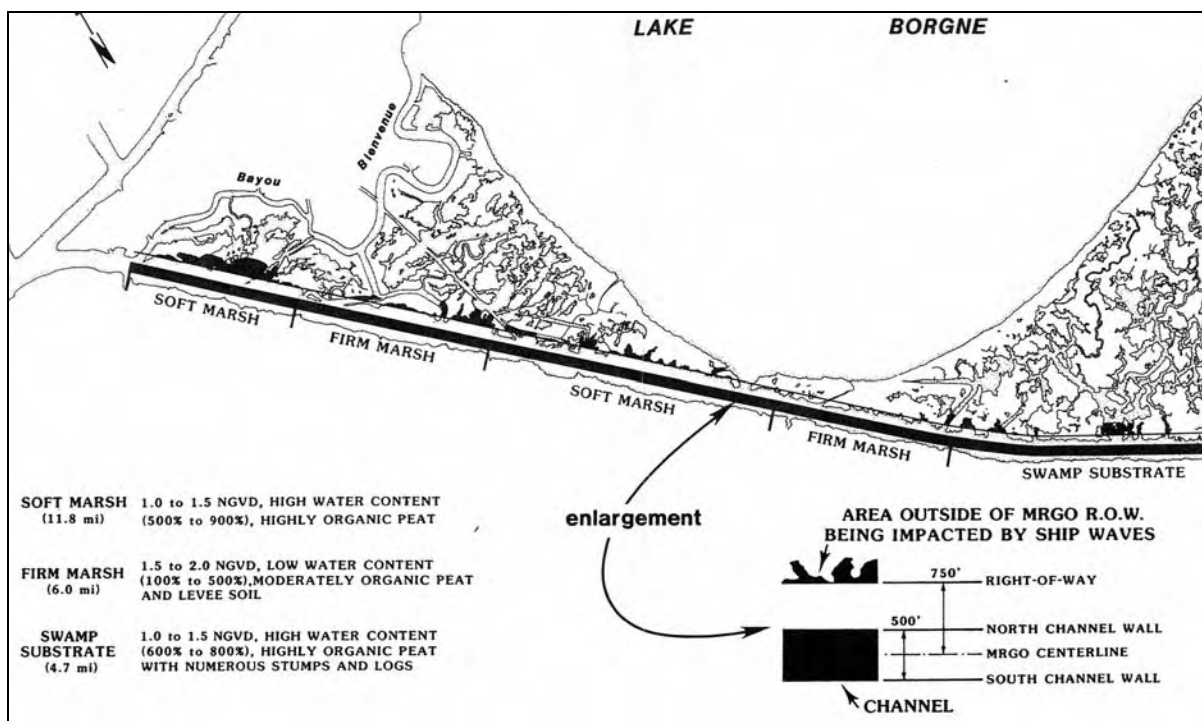 LAKE BORGNE
N
Bayou
Bienvenue
SOFT MARSH
FIRM MARSH
SOFT MARSH
FIRM MARSH
SWAMP SUBSTRATE
SOFT MARSH
(11.8 mi)
1.0 to 1.5 NGVD, HIGH WATER CONTENT
(500% to 900%), HIGHLY ORGANIC PEAT
FIRM MARSH
(6.0 mi)
1.5 to 2.0 NGVD, LOW WATER CONTENT
(100% to 500%),MODERATELY ORGANIC PEAT
AND LEVEE SOIL
SWAMP
SUBSTRATE
(4.7 mi)
1.0 to 1.5 NGVD, HIGH WATER CONTENT
(600% to 800%), HIGHLY ORGANIC PEAT
WITH NUMEROUS STUMPS AND LOGS
enlargement
AREA OUTSIDE OF MRGO R.O.W.
BEING IMPACTED BY SHIP WAVES
750'
RIGHT-OF-WAY
500'
NORTH CHANNEL WALL
MRGO CENTERLINE
SOUTH CHANNEL WALL
CHANNEL